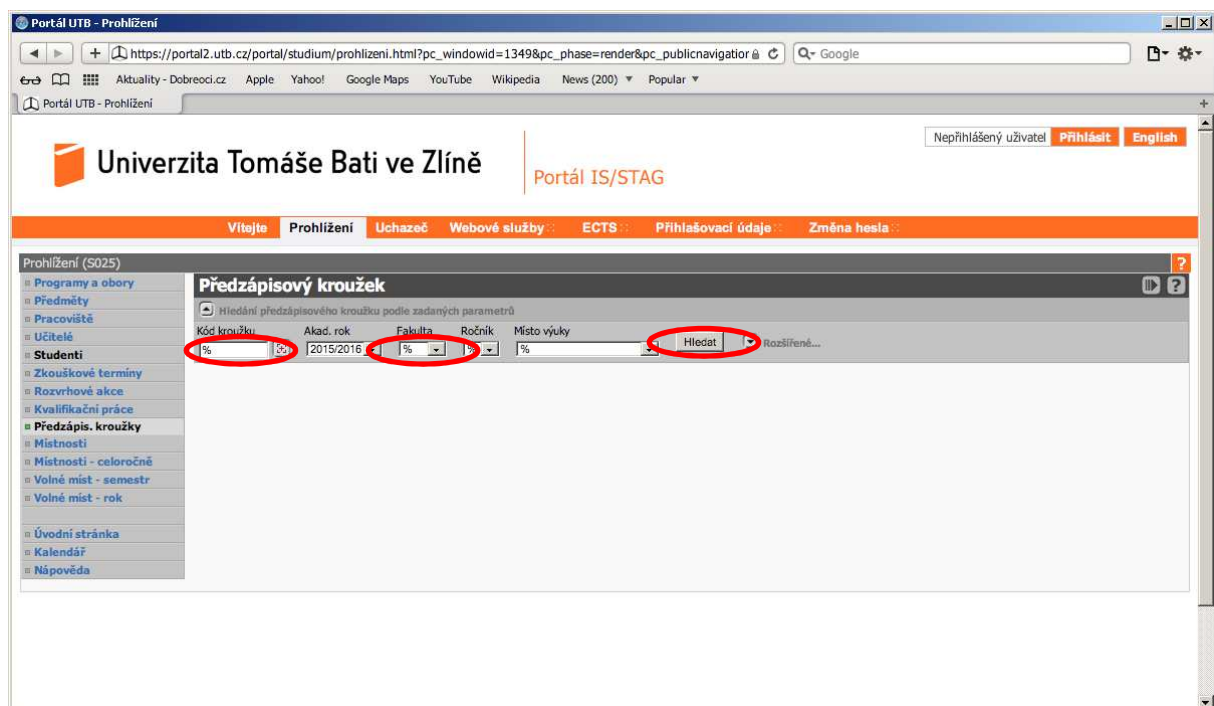 Portál UTB - Prohlížení
https://portal2.utb.cz/portal/studium/prohlizeni.html?pc_windowid=1349&pc_phase=render&pc_publicnavigatior
Google
Aktuality - Dobreoci.cz Apple Yahoo! Google Maps YouTube Wikipedia News (200) ▾ Popular ▾
Portál UTB - Prohlížení
Nepřihlášený uživatel Přihlásit English
Univerzita Tomáše Bati ve Zlíně
Portál IS/STAG
Vítejte Prohlížení Uchazeč Webové služby ECTS Přihlašovací údaje Změna hesla
Prohlížení (S025) ?
Programy a obory
Předměty
Pracoviště
Učitelé
Studenti
Zkouškové termíny
Rozvrhové akce
Kvalifikační práce
Předzápis. kroužky
Místnosti
Místnosti - celoročně
Volné míst - semestr
Volné míst - rok
Úvodní stránka
Kalendář
Nápověda
Předzápisový kroužek ?
Hledání předzápisového kroužku podle zadaných parametrů
Kód kroužku Akad. rok Fakulta Ročník Místo výuky
% 2015/2016 % % % Hledat Rozšířené...